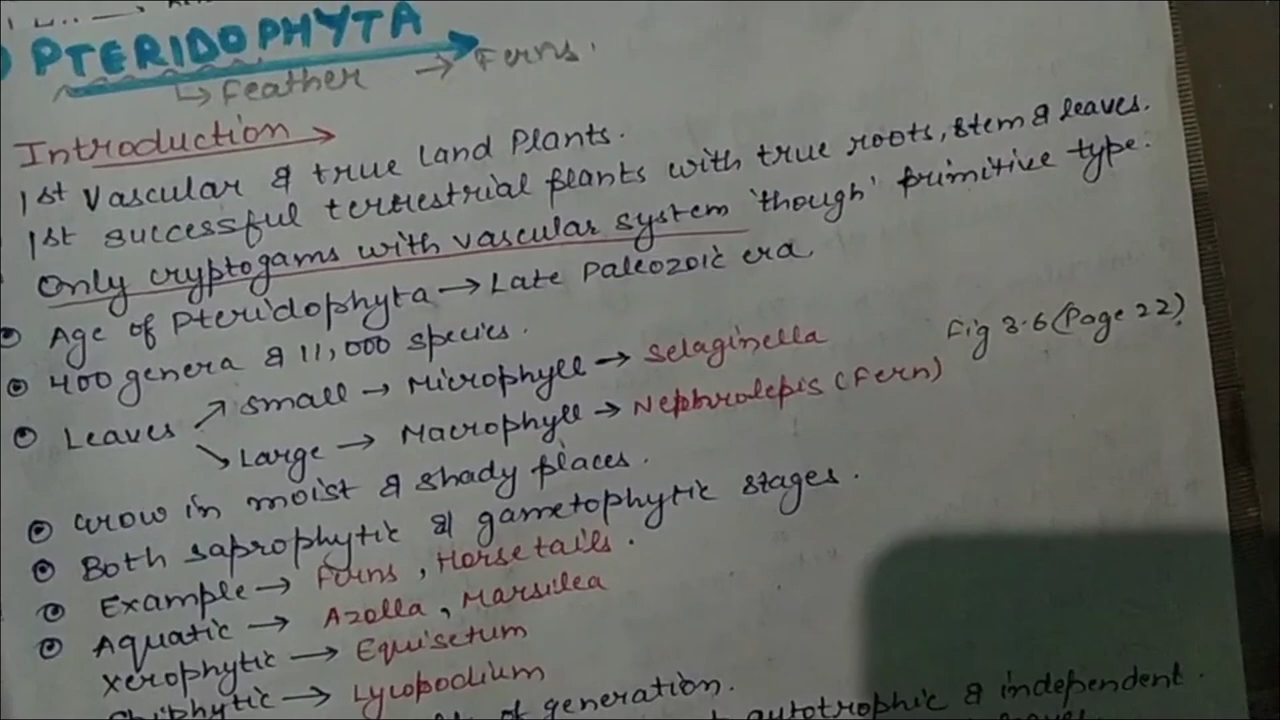 PTERIDOPHYTA
↳ Feather → Ferns.
Introduction →
1st Vascular & true Land Plants.
1st successful terrestrial plants with true roots, stem & leaves.
Only cryptogams with vascular system 'though' primitive type.
Age of Pteridophyta → Late Paleozoic era
400 genera & 11,000 species.
Leaves ↗ Small → Microphyll → Selaginella
Fig 3.6 (Page 22)
↘ Large → Macrophyll → Nephrolepis (Fern)
Grow in moist & shady places.
Both saprophytic & gametophytic stages.
Example → Ferns, Horsetails.
Aquatic → Azolla, Marsilea
Xerophytic → Equisetum
→ Lycopodium
of generation.
autotrophic & independent.